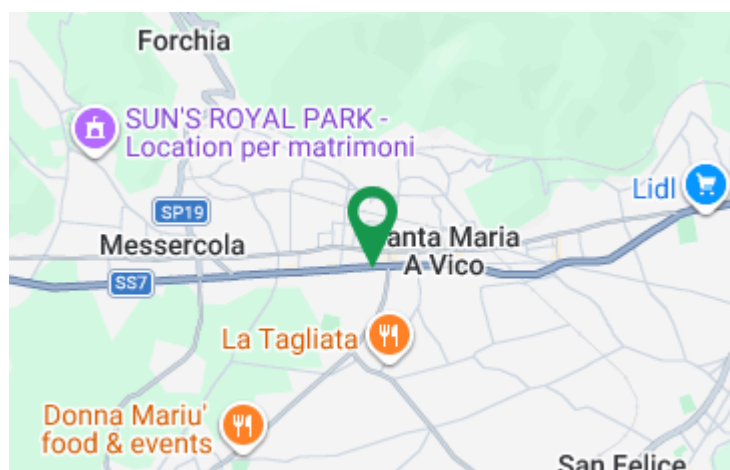 Forchia
SUN'S ROYAL PARK -
Location per matrimoni
Lidl
SP19
Messercola
anta Maria
A Vico
SS7
La Tagliata
Donna Mariu'
food & events
San Felice